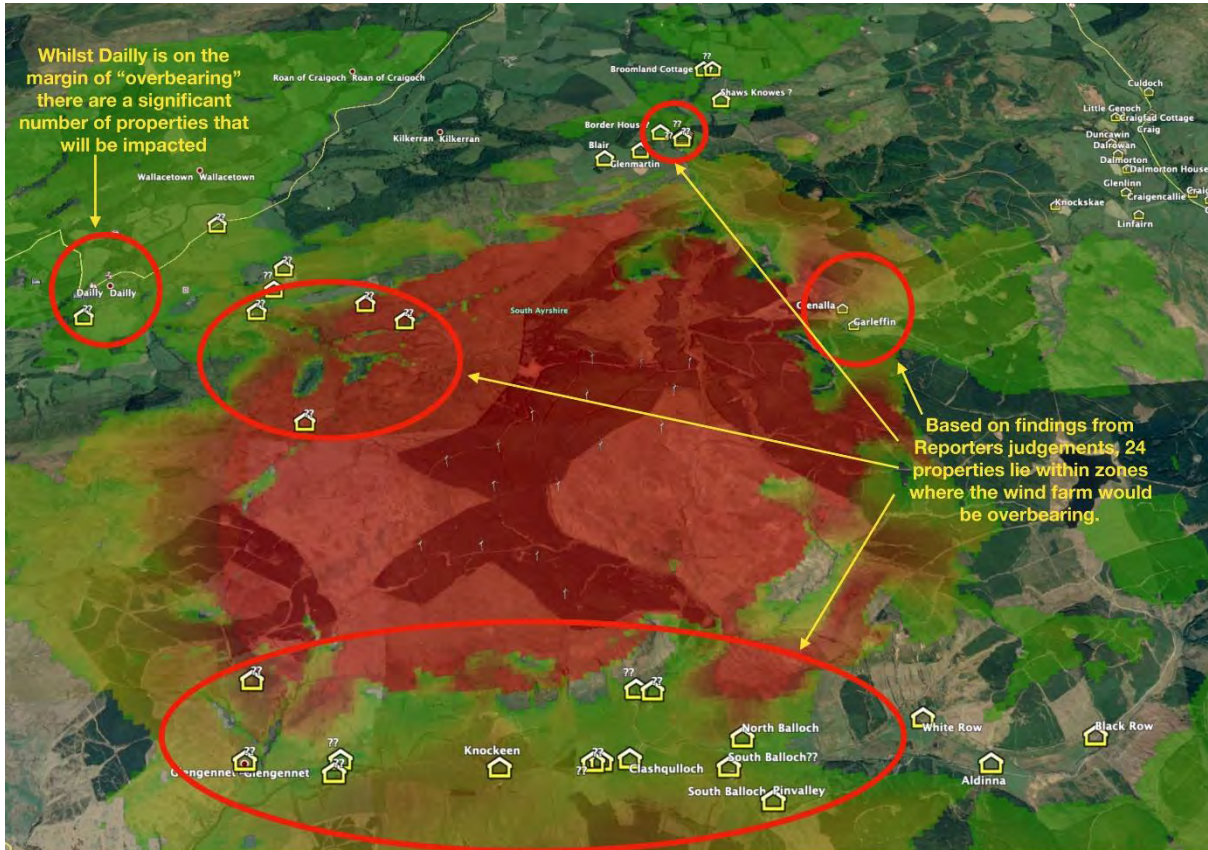 Whilst Dailly is on the
margin of “overbearing”
there are a significant
number of properties that
will be impacted
Roan of Craigoch Roan of Craigoch
??
Broomland Cottage
Shaws Knowes ?
Culdoch
Little Genoch
Craigfad Cottage
Craig
Duncawin
Dalrowan
Dalmorton
Dalmorton House
Kilkerran Kilkerran
Border House ?
??
??
??
Blair
Glenmartin
Wallacetown Wallacetown
Glenlinn
Craigencallie
Knockskae
Linfairn
??
??
??
Dailly Dailly
??
??
??
??
South Ayrshire
Glenalla
Garleffin
??
Based on findings from
Reporters judgements, 24
properties lie within zones
where the wind farm would
be overbearing.
??
??
??
North Balloch
White Row
Black Row
??
Glengennet Glengennet
??
??
Knockeen
??
??
Clashqulloch
South Balloch??
Aldinna
South Balloch
Pinvalley